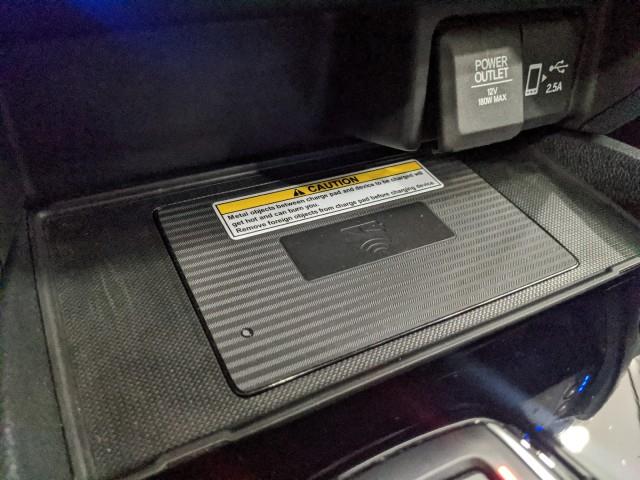 POWER
OUTLET
12V
180W MAX
2.5A
CAUTION
Metal objects between charge pad and device to be charged will
get hot and can burn you.
Remove foreign objects from charge pad before charging device.